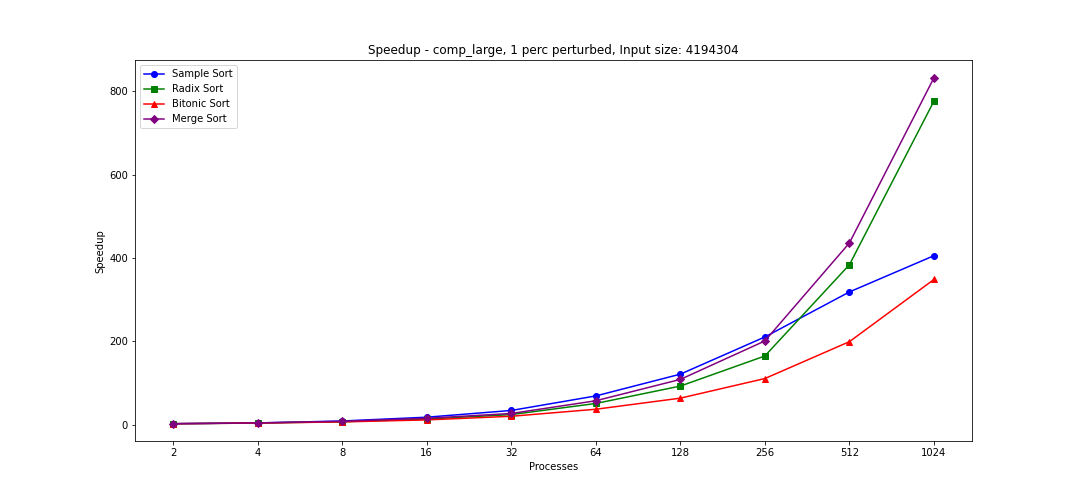 Speedup - comp_large, 1 perc perturbed, Input size: 4194304
Sample Sort
Radix Sort
Bitonic Sort
Merge Sort
800
600
400
200
0
Speedup
2 4 8 16 32 64 128 256 512 1024
Processes